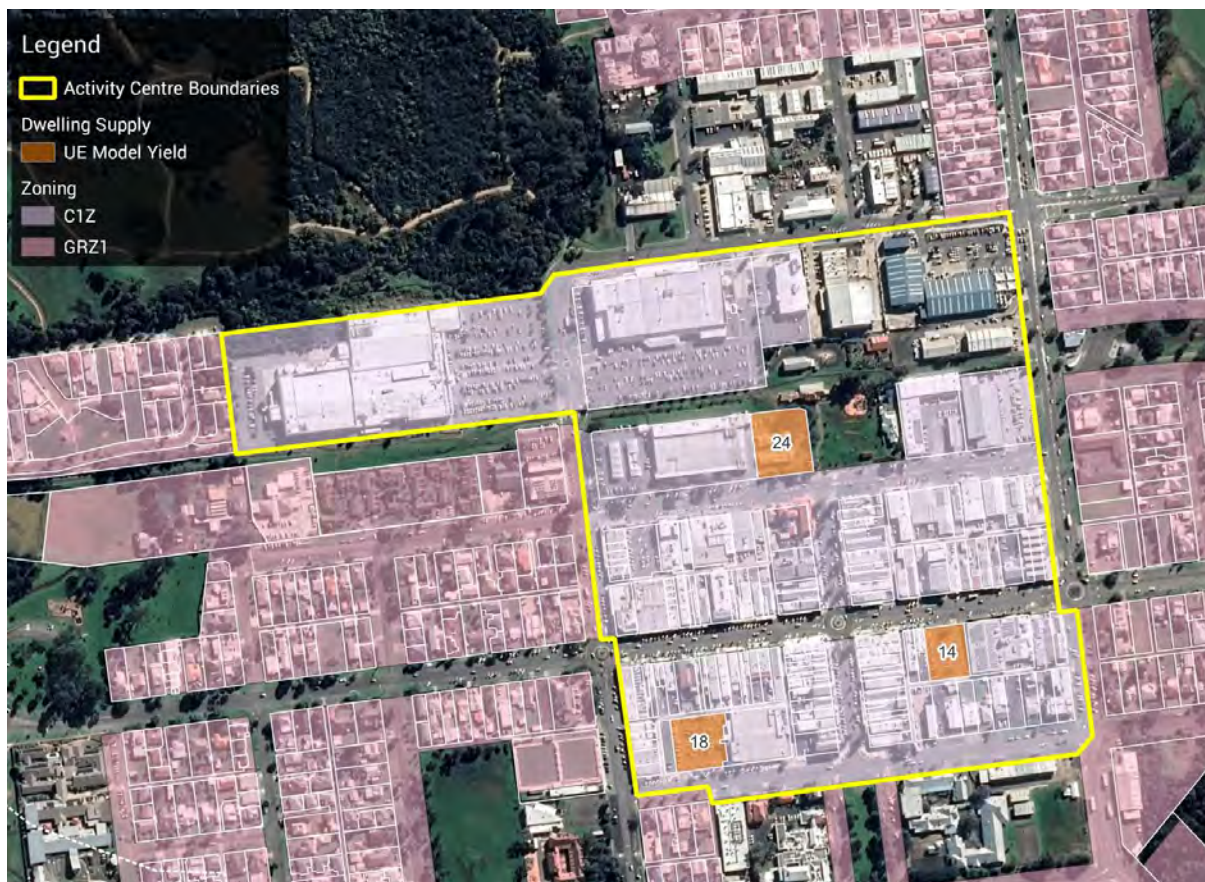 Legend
Activity Centre Boundaries
Dwelling Supply
UE Model Yield
Zoning
C1Z
GRZ1
24
14
18